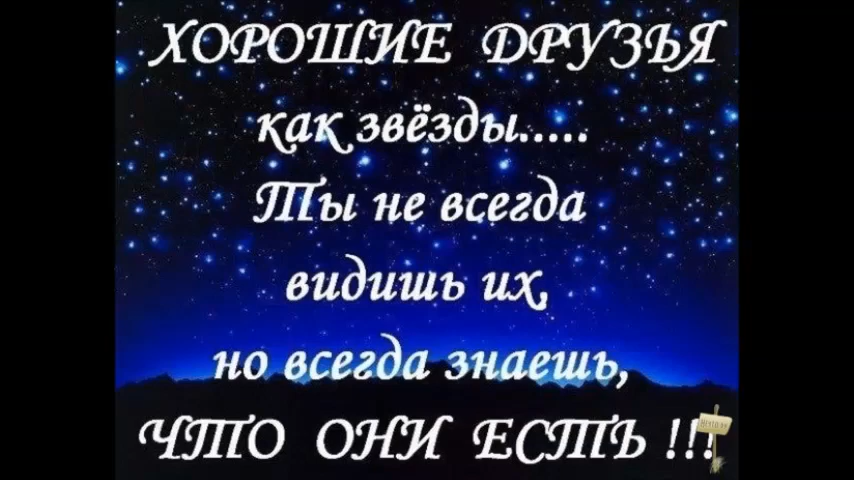 ХОРОШИЕ ДРУЗЬЯ
как звёзды.....
Ты не всегда
видишь их,
но всегда знаешь,
ЧТО ОНИ ЕСТЬ !!!